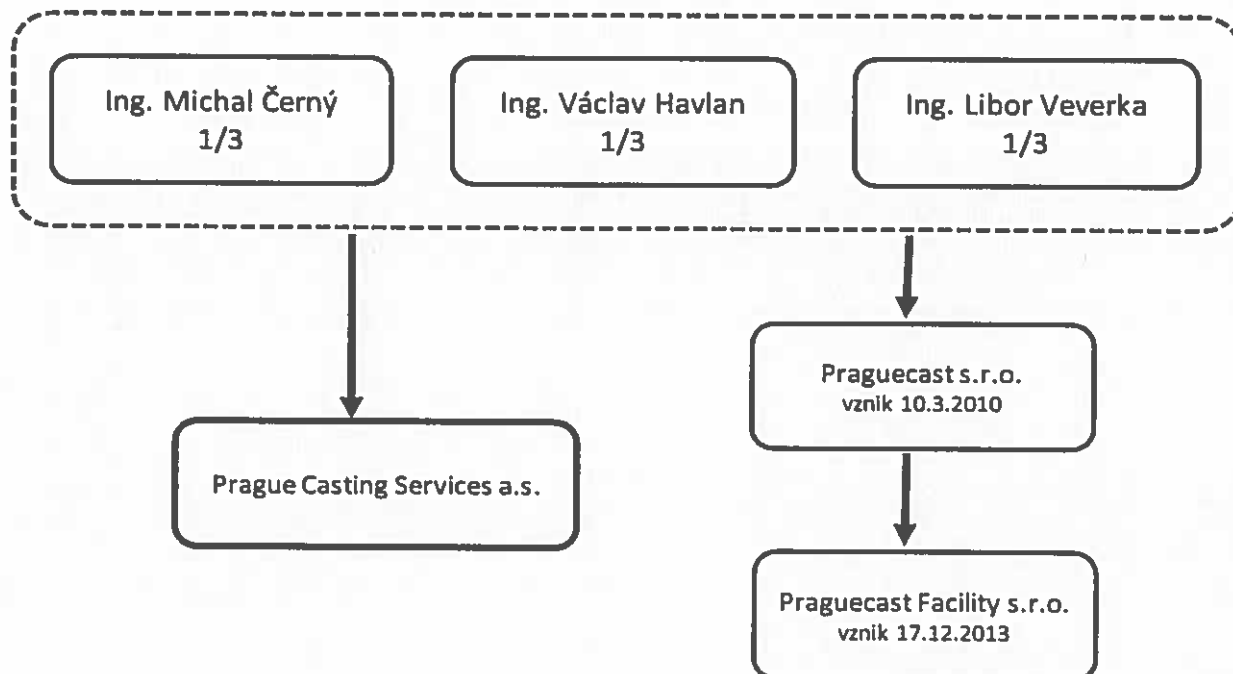 Ing. Michal Černý
1/3
Ing. Václav Havlan
1/3
Ing. Libor Veverka
1/3
Praguecast s.r.o.
vznik 10.3.2010
Prague Casting Services a.s.
Praguecast Facility s.r.o.
vznik 17.12.2013